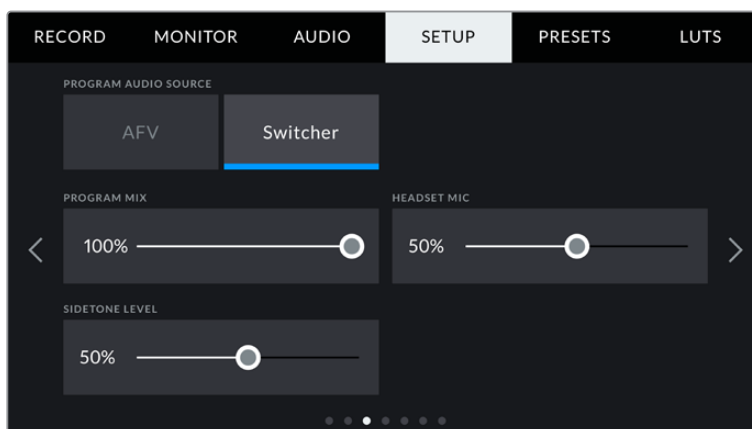 RECORD MONITOR AUDIO SETUP PRESETS LUTS
PROGRAM AUDIO SOURCE
AFV Switcher
PROGRAM MIX HEADSET MIC
100% 50%
SIDETONE LEVEL
50%